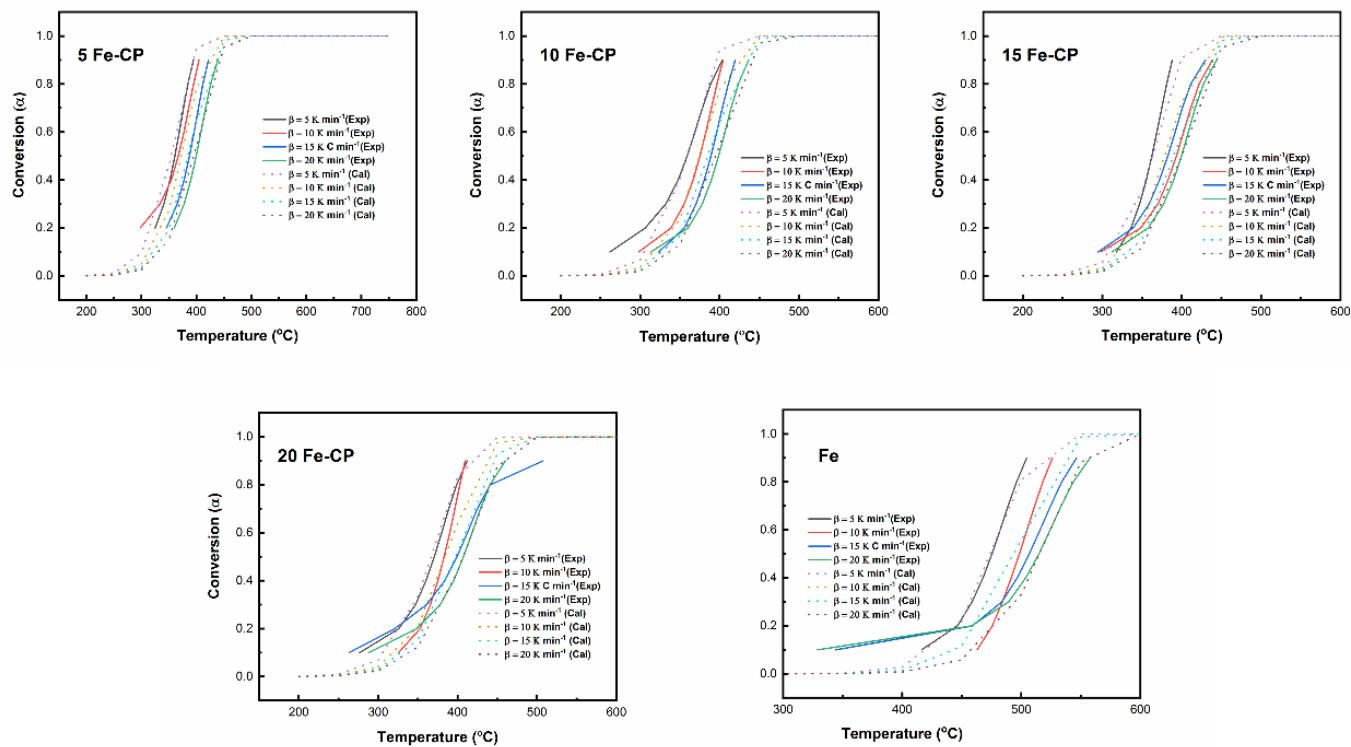 5 Fe-CP
Conversion (α)
1.0
0.8
0.6
0.4
0.2
0.0
β = 5 K min⁻¹(Exp)
β = 10 K min⁻¹(Exp)
β = 15 K C min⁻¹(Exp)
β = 20 K min⁻¹(Exp)
β = 5 K min⁻¹ (Cal)
β = 10 K min⁻¹ (Cal)
β = 15 K min⁻¹ (Cal)
β = 20 K min⁻¹ (Cal)
200 300 400 500 600 700 800
Temperature (°C)
10 Fe-CP
Conversion (α)
1.0
0.8
0.6
0.4
0.2
0.0
β = 5 K min⁻¹(Exp)
β = 10 K min⁻¹(Exp)
β = 15 K C min⁻¹(Exp)
β = 20 K min⁻¹(Exp)
β = 5 K min⁻¹ (Cal)
β = 10 K min⁻¹ (Cal)
β = 15 K min⁻¹ (Cal)
β = 20 K min⁻¹ (Cal)
200 300 400 500 600
Temperature (°C)
15 Fe-CP
Conversion (α)
1.0
0.8
0.6
0.4
0.2
0.0
β = 5 K min⁻¹(Exp)
β = 10 K min⁻¹(Exp)
β = 15 K C min⁻¹(Exp)
β = 20 K min⁻¹(Exp)
β = 5 K min⁻¹ (Cal)
β = 10 K min⁻¹ (Cal)
β = 15 K min⁻¹ (Cal)
β = 20 K min⁻¹ (Cal)
200 300 400 500 600
Temperature (°C)
20 Fe-CP
Conversion (α)
1.0
0.8
0.6
0.4
0.2
0.0
β = 5 K min⁻¹(Exp)
β = 10 K min⁻¹(Exp)
β = 15 K C min⁻¹(Exp)
β = 20 K min⁻¹(Exp)
β = 5 K min⁻¹ (Cal)
β = 10 K min⁻¹ (Cal)
β = 15 K min⁻¹ (Cal)
β = 20 K min⁻¹ (Cal)
200 300 400 500 600
Temperature (°C)
Fe
Conversion (α)
1.0
0.8
0.6
0.4
0.2
0.0
β = 5 K min⁻¹(Exp)
β = 10 K min⁻¹(Exp)
β = 15 K C min⁻¹(Exp)
β = 20 K min⁻¹(Exp)
β = 5 K min⁻¹ (Cal)
β = 10 K min⁻¹ (Cal)
β = 15 K min⁻¹ (Cal)
β = 20 K min⁻¹ (Cal)
300 400 500 600
Temperature (°C)